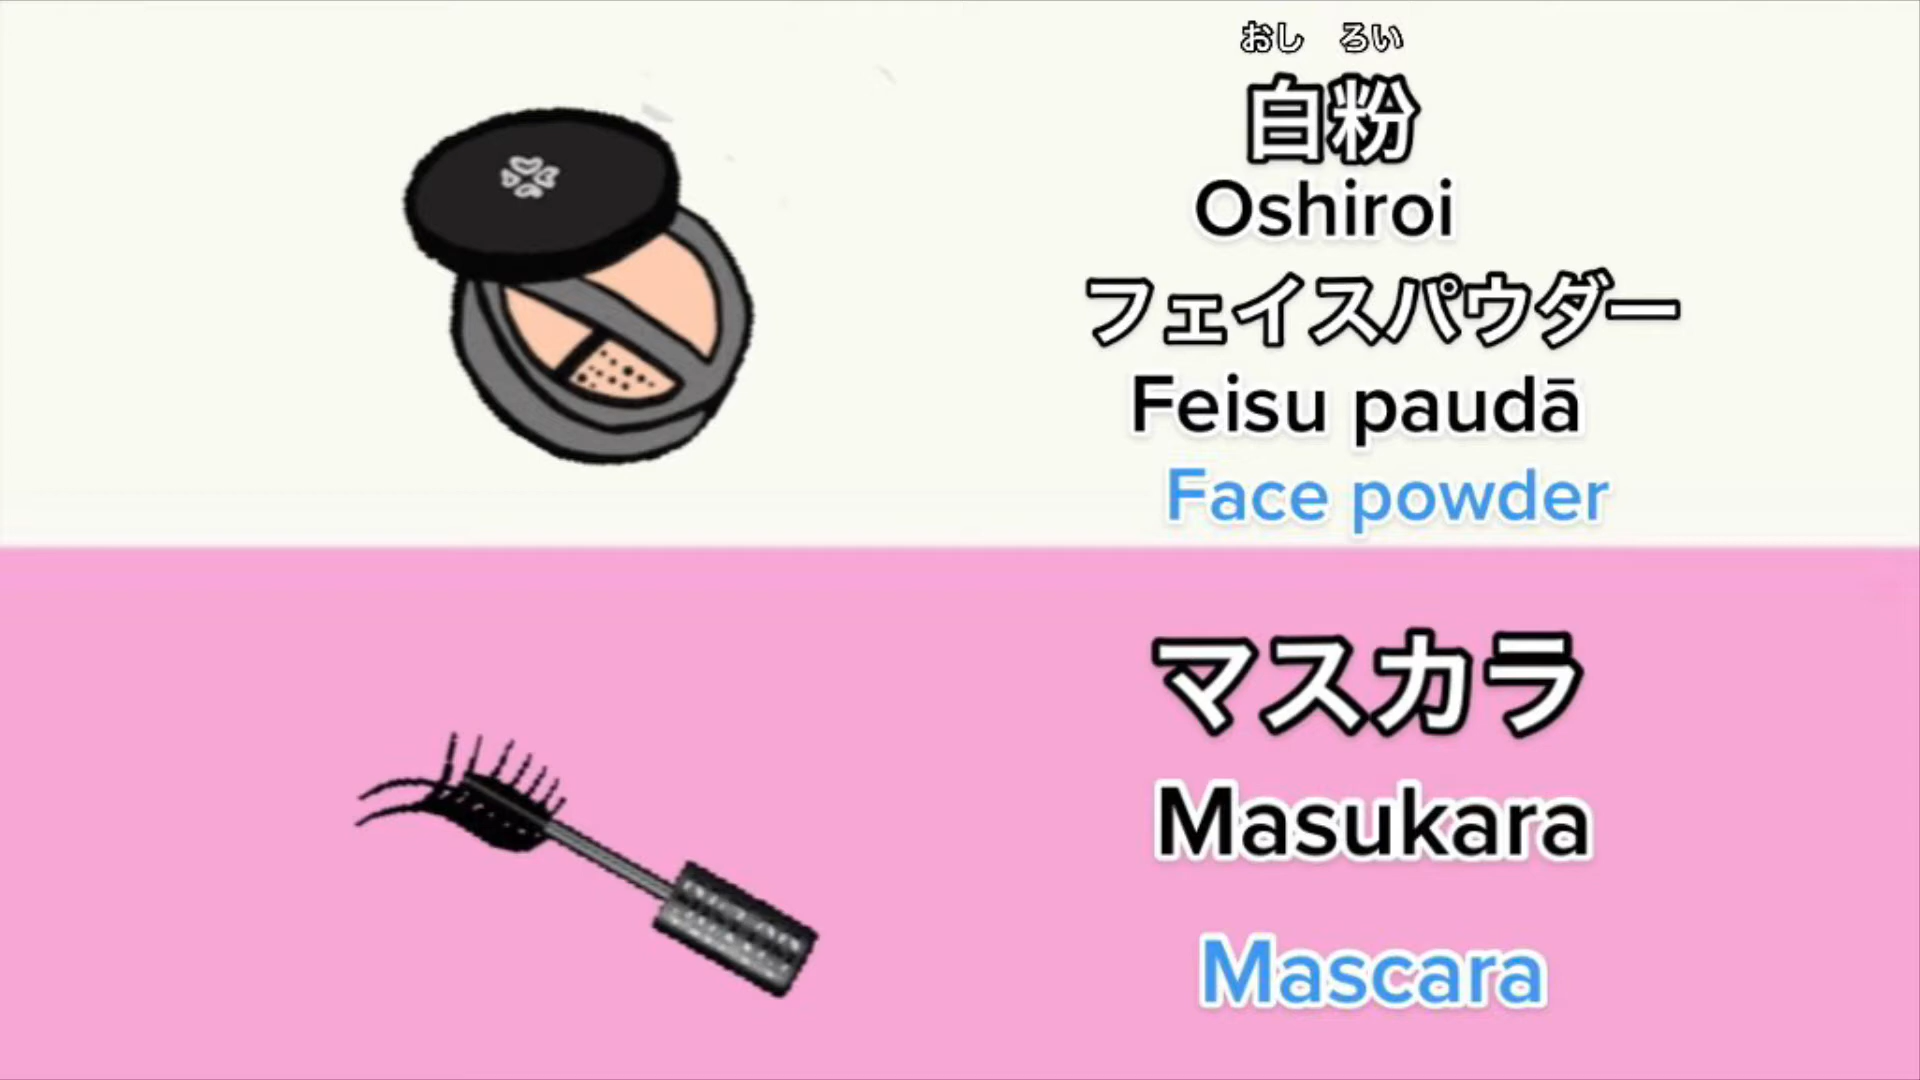 おし ろい
白粉
Oshiroi
フェイスパウダー
Feisu paudā
Face powder
マスカラ
Masukara
Mascara